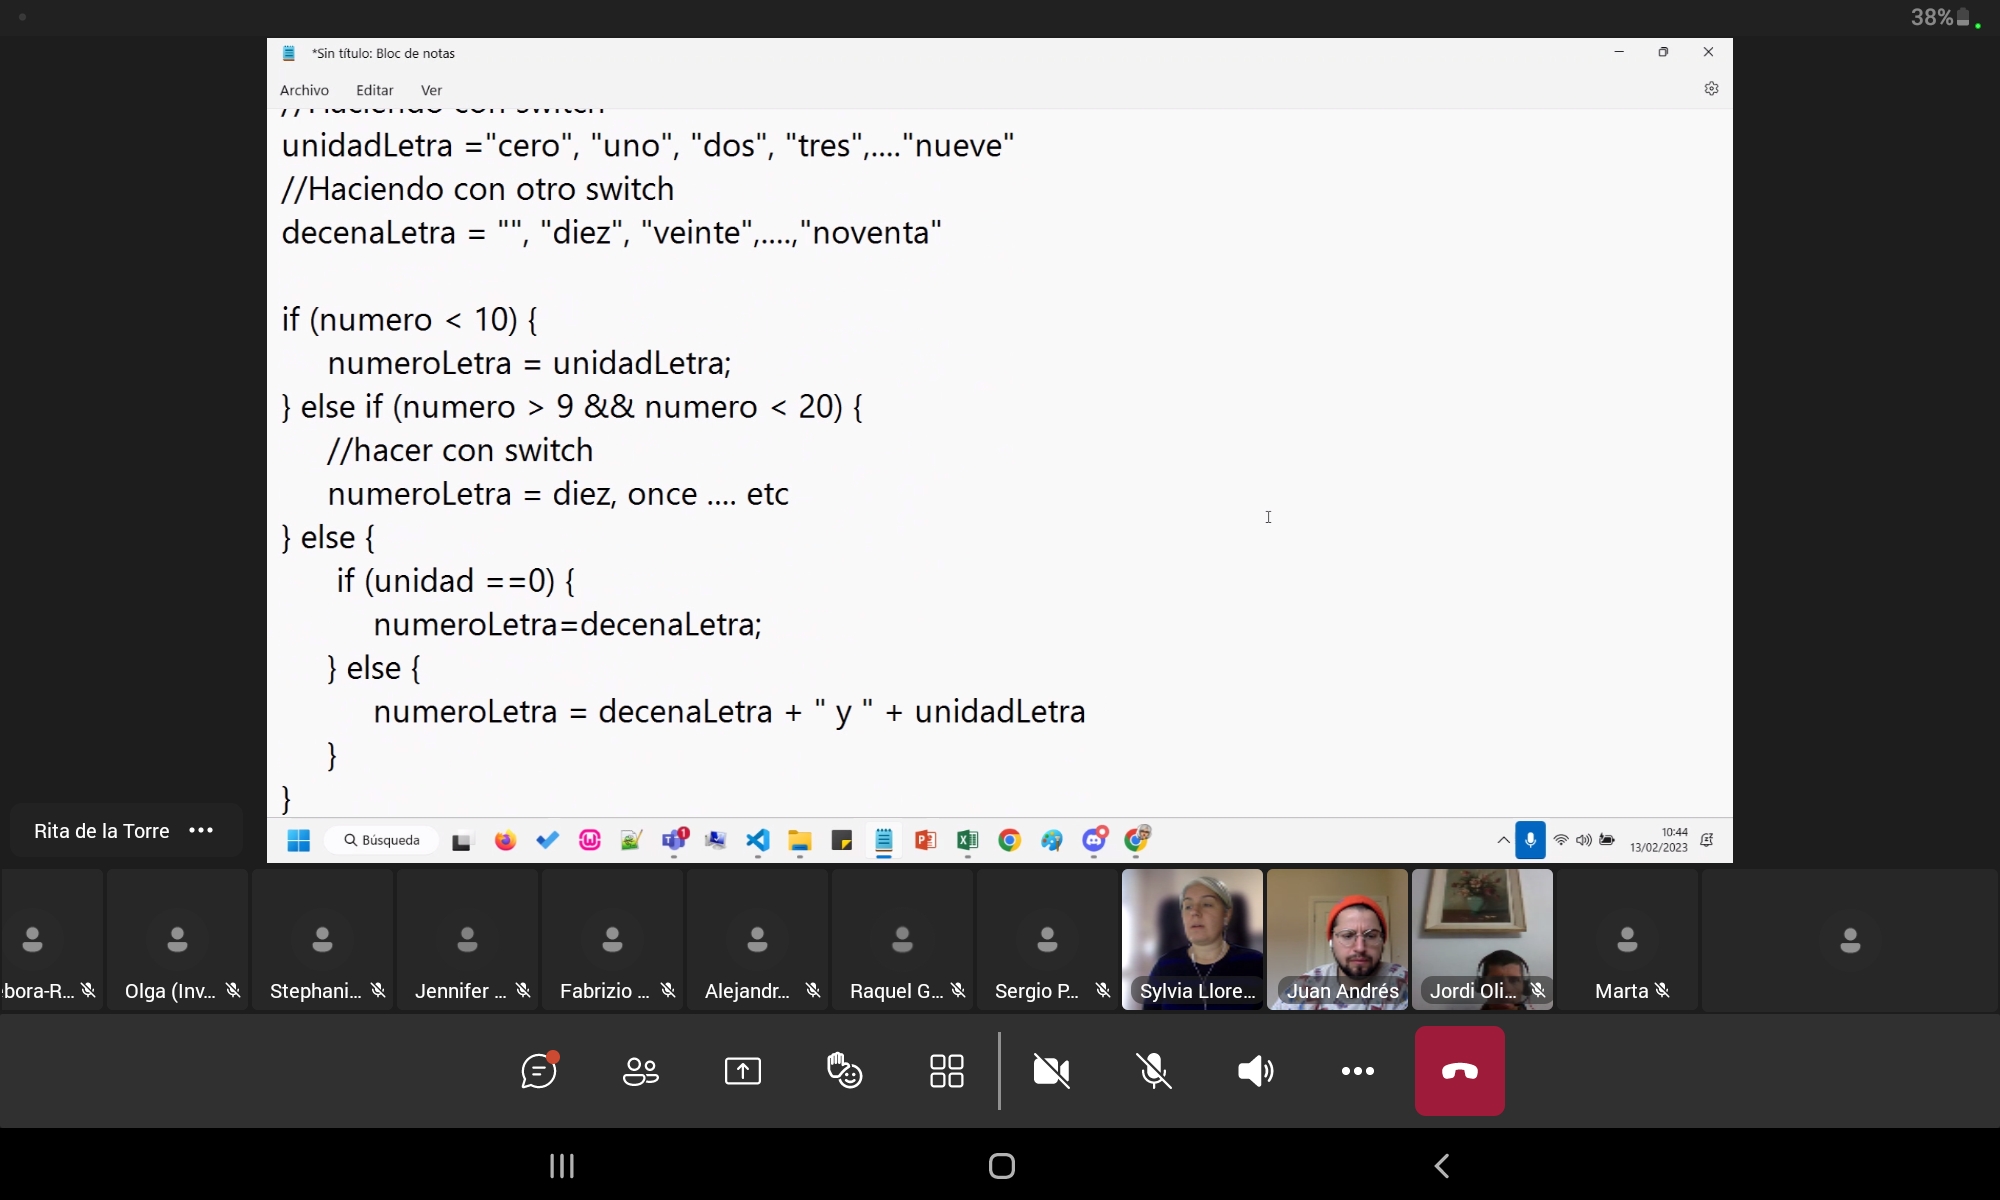 38%
*Sin título: Bloc de notas
Archivo Editar Ver
//Haciendo con switch
unidadLetra ="cero", "uno", "dos", "tres",...."nueve"
//Haciendo con otro switch
decenaLetra = "", "diez", "veinte",....,"noventa"
if (numero < 10) {
numeroLetra = unidadLetra;
} else if (numero > 9 && numero < 20) {
//hacer con switch
numeroLetra = diez, once .... etc
} else {
if (unidad ==0) {
numeroLetra=decenaLetra;
} else {
numeroLetra = decenaLetra + " y " + unidadLetra
}
}
Rita de la Torre •••
Búsqueda
1
10:44
13/02/2023
bora-R... Olga (Inv... Stephani... Jennifer ... Fabrizio ... Alejandr... Raquel G... Sergio P... Sylvia Llore... Juan Andrés Jordi Oli... Marta